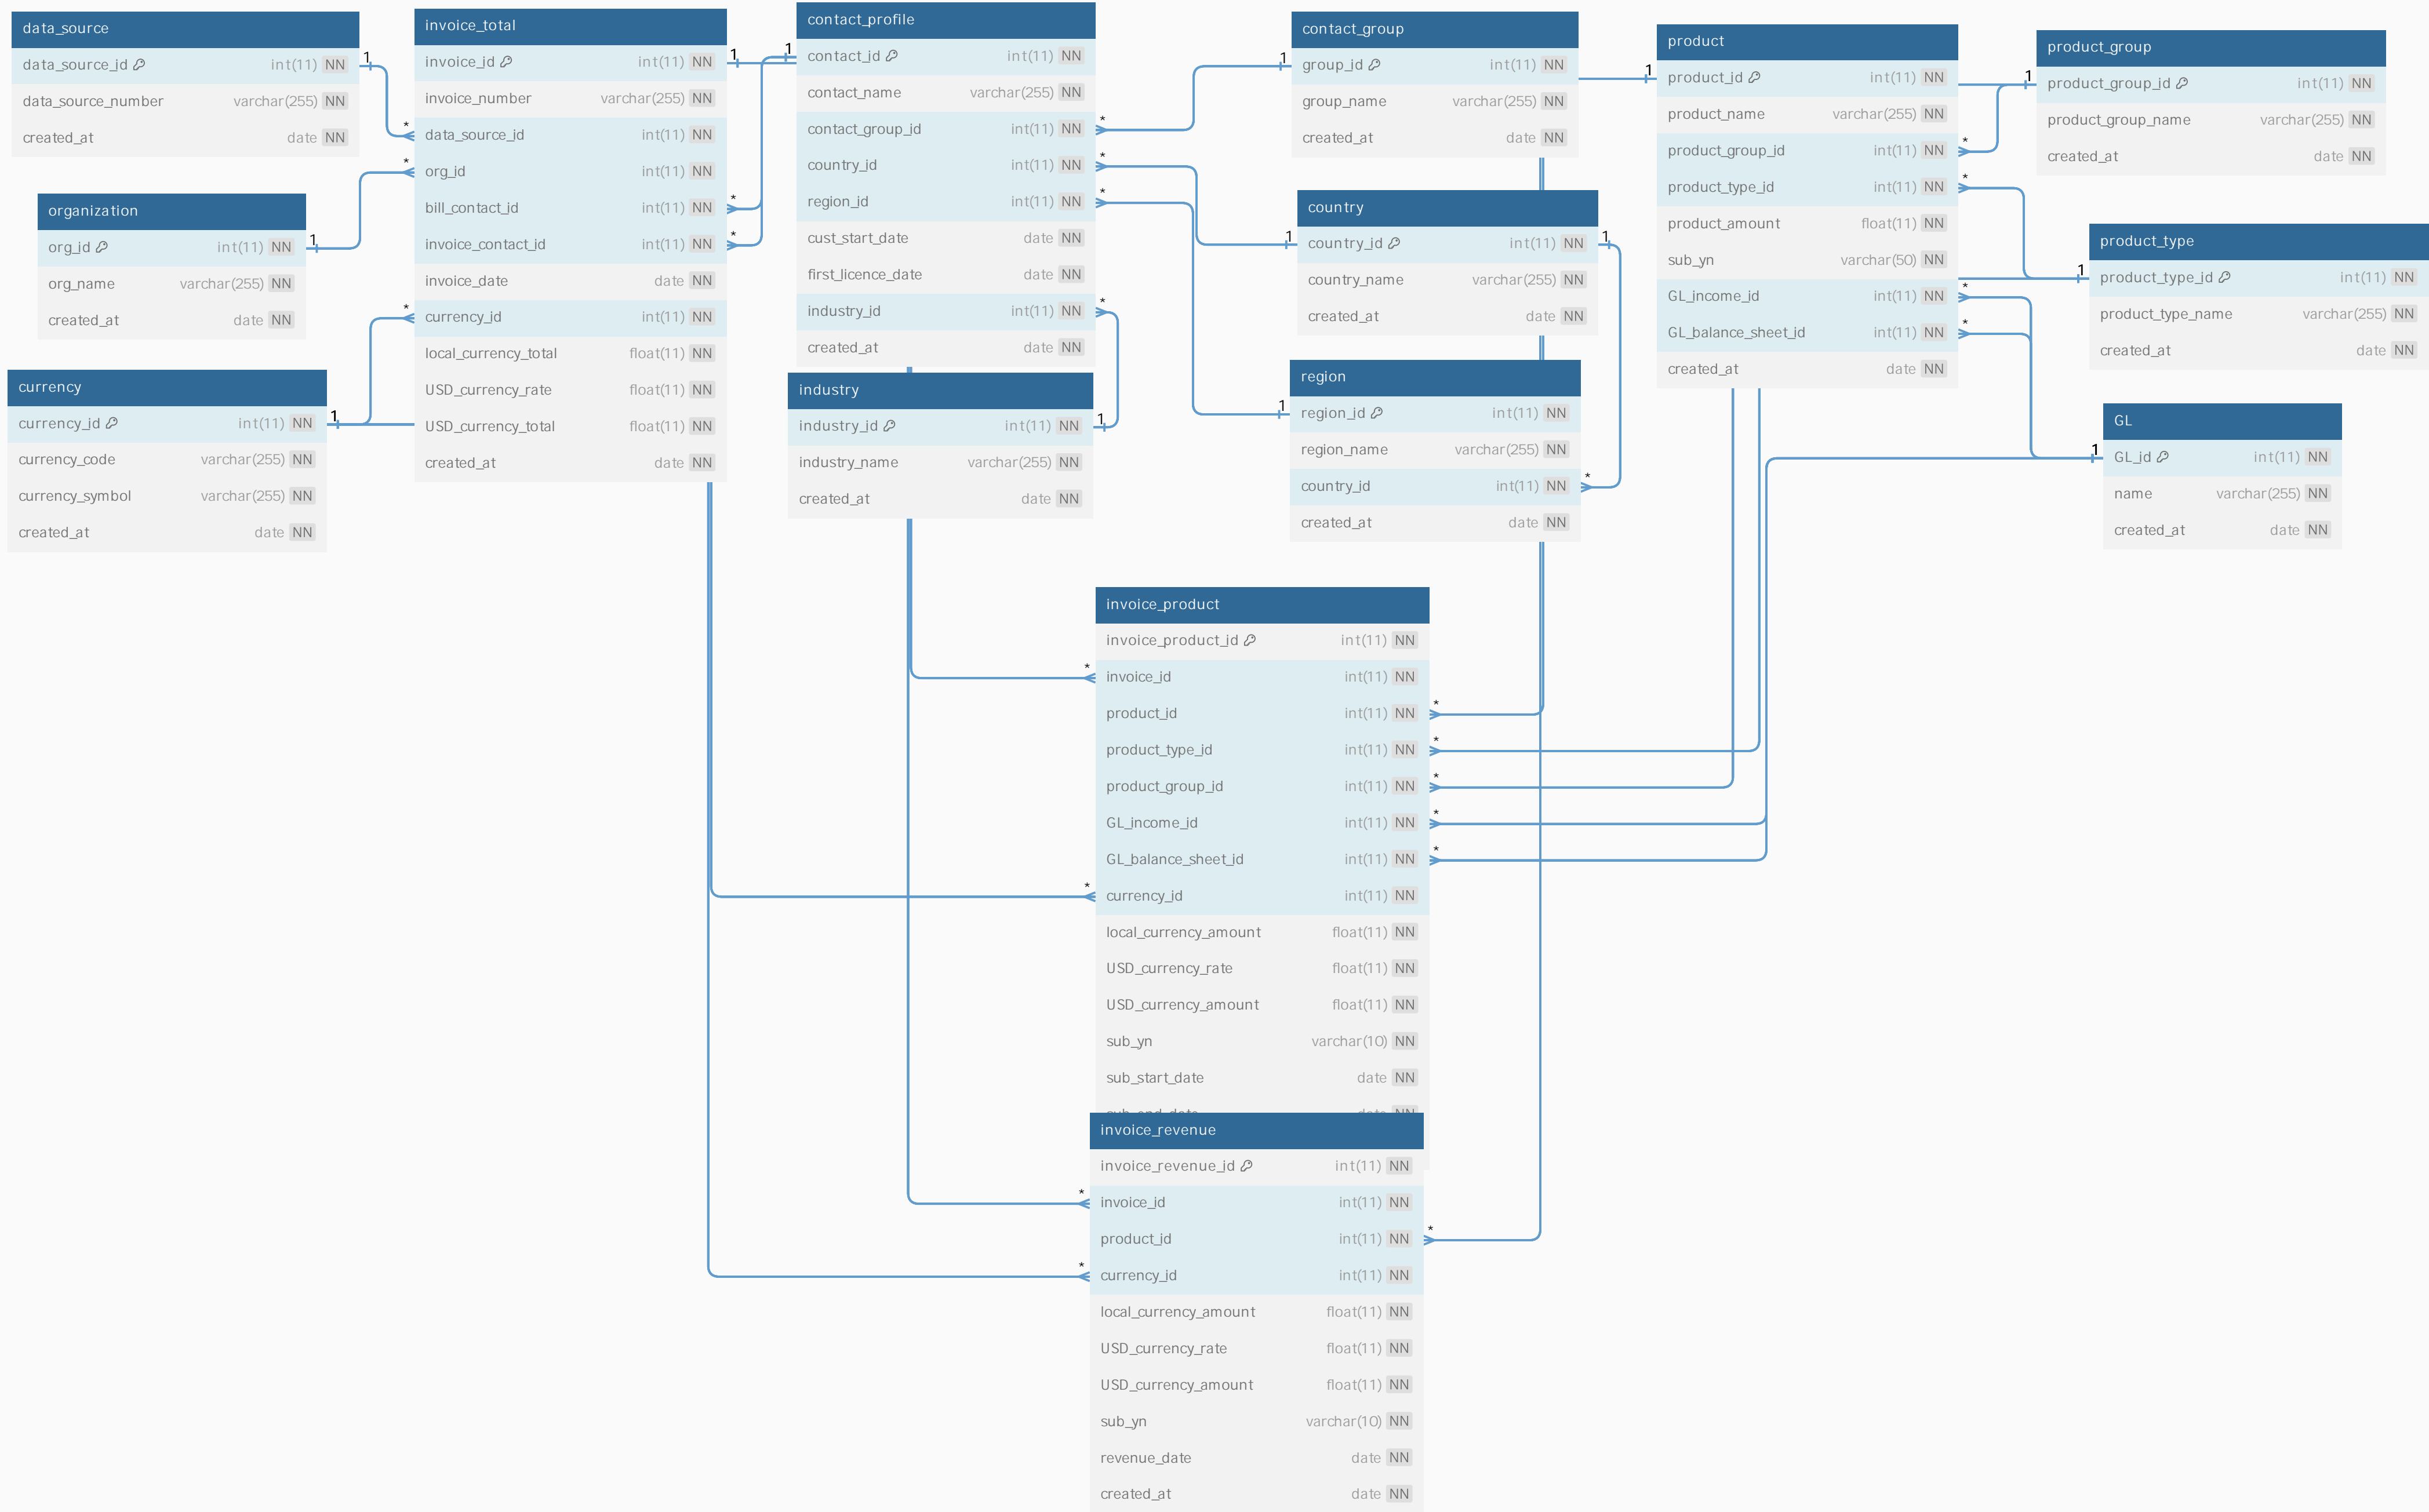 data_source
data_source_id int(11) NN
data_source_number varchar(255) NN
created_at date NN
organization
org_id int(11) NN
org_name varchar(255) NN
created_at date NN
currency
currency_id int(11) NN
currency_code varchar(255) NN
currency_symbol varchar(255) NN
created_at date NN
invoice_total
invoice_id int(11) NN
invoice_number varchar(255) NN
data_source_id int(11) NN
org_id int(11) NN
bill_contact_id int(11) NN
invoice_contact_id int(11) NN
invoice_date date NN
currency_id int(11) NN
local_currency_total float(11) NN
USD_currency_rate float(11) NN
USD_currency_total float(11) NN
created_at date NN
contact_profile
contact_id int(11) NN
contact_name varchar(255) NN
contact_group_id int(11) NN
country_id int(11) NN
region_id int(11) NN
cust_start_date date NN
first_licence_date date NN
industry_id int(11) NN
created_at date NN
industry
industry_id int(11) NN
industry_name varchar(255) NN
created_at date NN
contact_group
group_id int(11) NN
group_name varchar(255) NN
created_at date NN
country
country_id int(11) NN
country_name varchar(255) NN
created_at date NN
region
region_id int(11) NN
region_name varchar(255) NN
country_id int(11) NN
created_at date NN
product
product_id int(11) NN
product_name varchar(255) NN
product_group_id int(11) NN
product_type_id int(11) NN
product_amount float(11) NN
sub_yn varchar(50) NN
GL_income_id int(11) NN
GL_balance_sheet_id int(11) NN
created_at date NN
product_group
product_group_id int(11) NN
product_group_name varchar(255) NN
created_at date NN
product_type
product_type_id int(11) NN
product_type_name varchar(255) NN
created_at date NN
GL
GL_id int(11) NN
name varchar(255) NN
created_at date NN
invoice_product
invoice_product_id int(11) NN
invoice_id int(11) NN
product_id int(11) NN
product_type_id int(11) NN
product_group_id int(11) NN
GL_income_id int(11) NN
GL_balance_sheet_id int(11) NN
currency_id int(11) NN
local_currency_amount float(11) NN
USD_currency_rate float(11) NN
USD_currency_amount float(11) NN
sub_yn varchar(10) NN
sub_start_date date NN
invoice_revenue
invoice_revenue_id int(11) NN
invoice_id int(11) NN
product_id int(11) NN
currency_id int(11) NN
local_currency_amount float(11) NN
USD_currency_rate float(11) NN
USD_currency_amount float(11) NN
sub_yn varchar(10) NN
revenue_date date NN
created_at date NN